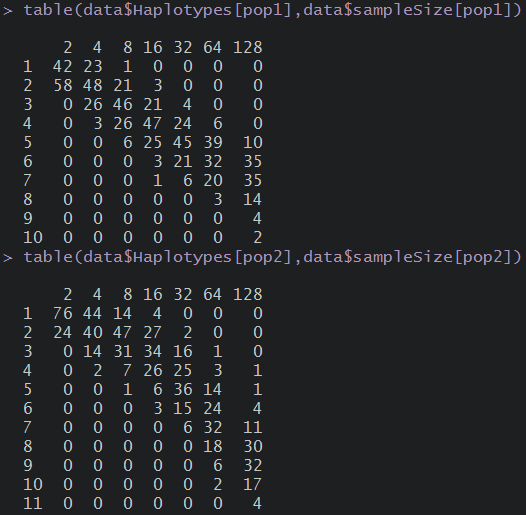 > table(data$Haplotypes[pop1],data$sampleSize[pop1])
2 4 8 16 32 64 128
1 42 23 1 0 0 0 0
2 58 48 21 3 0 0 0
3 0 26 46 21 4 0 0
4 0 3 26 47 24 6 0
5 0 0 6 25 45 39 10
6 0 0 0 3 21 32 35
7 0 0 0 1 6 20 35
8 0 0 0 0 0 3 14
9 0 0 0 0 0 0 4
10 0 0 0 0 0 0 2
> table(data$Haplotypes[pop2],data$sampleSize[pop2])
2 4 8 16 32 64 128
1 76 44 14 4 0 0 0
2 24 40 47 27 2 0 0
3 0 14 31 34 16 1 0
4 0 2 7 26 25 3 1
5 0 0 1 6 36 14 1
6 0 0 0 3 15 24 4
7 0 0 0 0 6 32 11
8 0 0 0 0 0 18 30
9 0 0 0 0 0 6 32
10 0 0 0 0 0 2 17
11 0 0 0 0 0 0 4